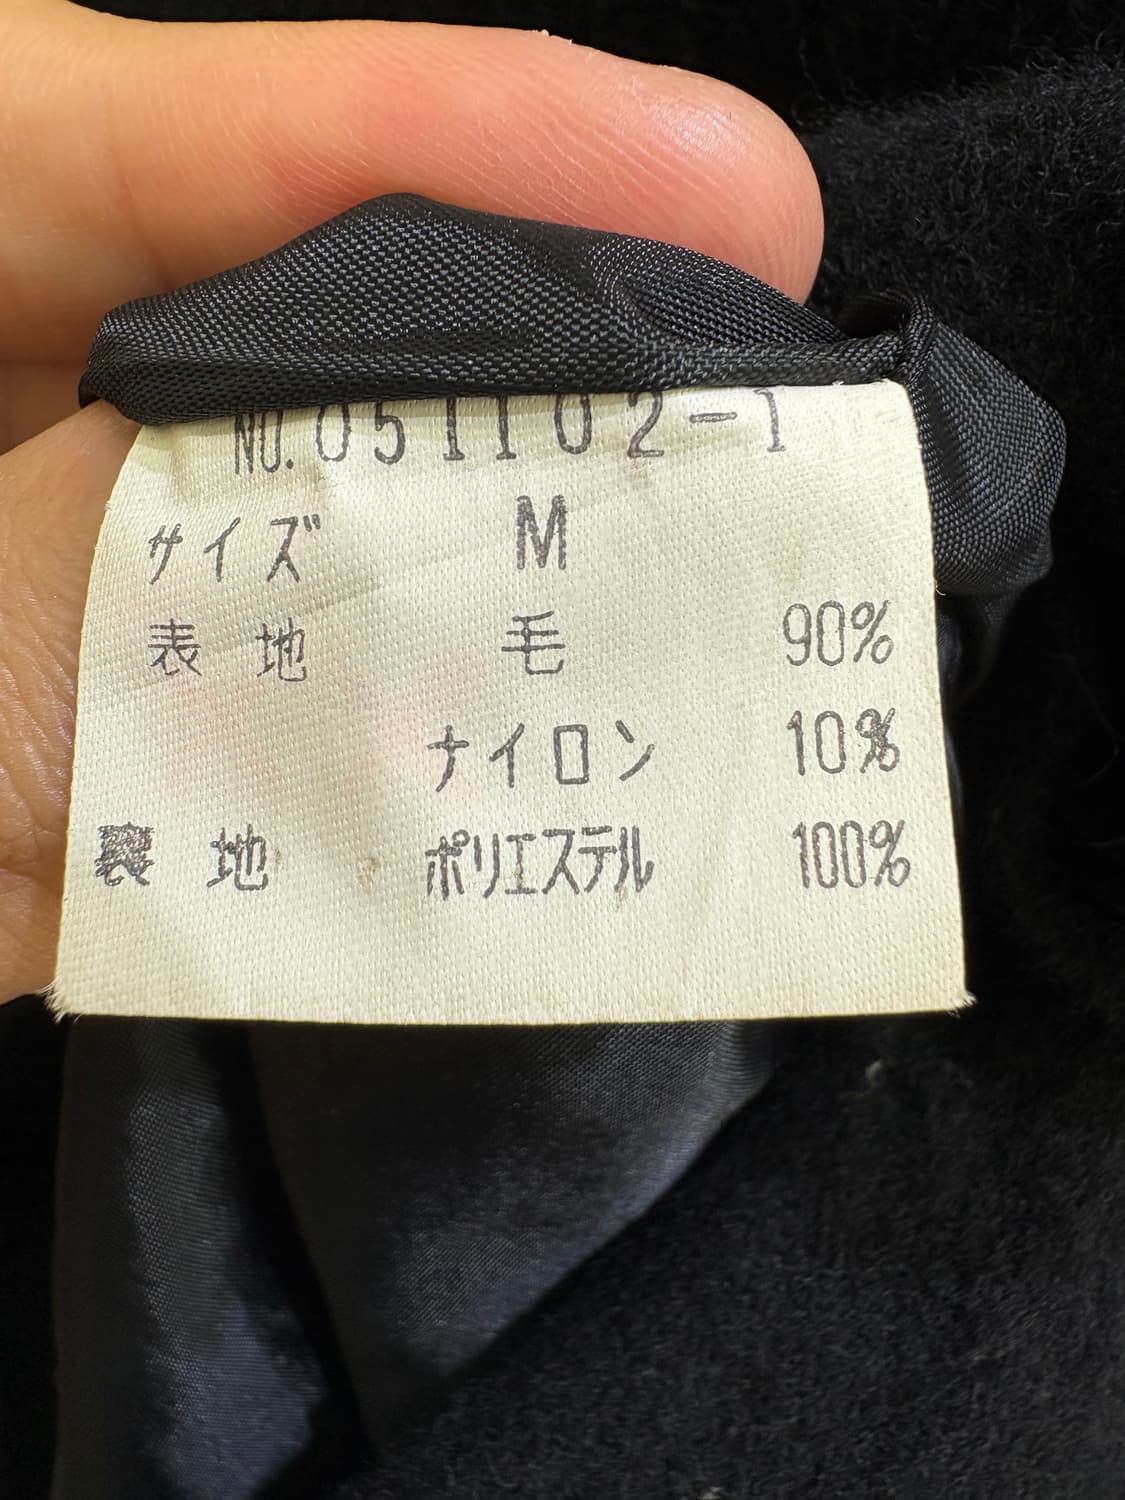 NO.051102-1
サイズ M
表地 毛 90%
ナイロン 10%
裏地 ポリエステル 100%